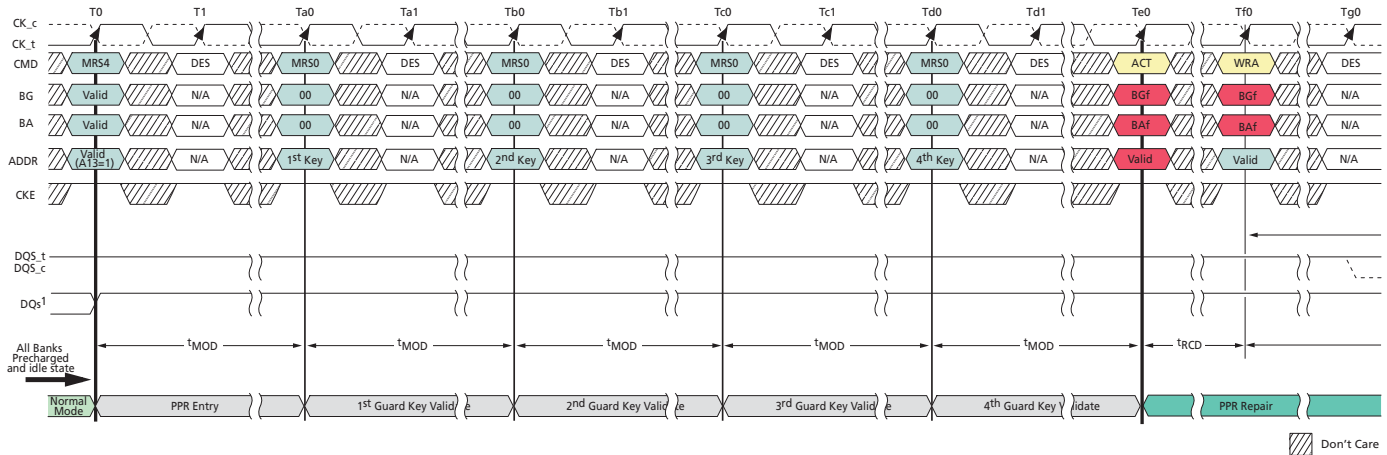 T0 T1 Ta0 Ta1 Tb0 Tb1 Tc0 Tc1 Td0 Td1 Te0 Tf0 Tg0
CK_c
CK_t
CMD MRS4 DES MRS0 DES MRS0 DES MRS0 DES MRS0 DES ACT WRA DES
BG Valid N/A 00 N/A 00 N/A 00 N/A 00 N/A BGf BGf N/A
BA Valid N/A 00 N/A 00 N/A 00 N/A 00 N/A BAf BAf N/A
ADDR Valid (A13=1) N/A 1st Key N/A 2nd Key N/A 3rd Key N/A 4th Key N/A Valid Valid N/A
CKE
DQS_t
DQS_c
DQs1
tMOD tMOD tMOD tMOD tMOD tRCD
All Banks
Precharged
and idle state
Normal Mode PPR Entry 1st Guard Key Validate 2nd Guard Key Validate 3rd Guard Key Validate 4th Guard Key Validate PPR Repair
Don't Care